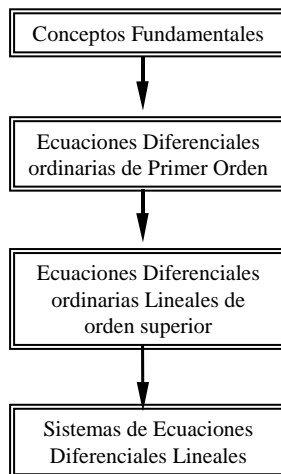 Conceptos Fundamentales
Ecuaciones Diferenciales
ordinarias de Primer Orden
Ecuaciones Diferenciales
ordinarias Lineales de
orden superior
Sistemas de Ecuaciones
Diferenciales Lineales